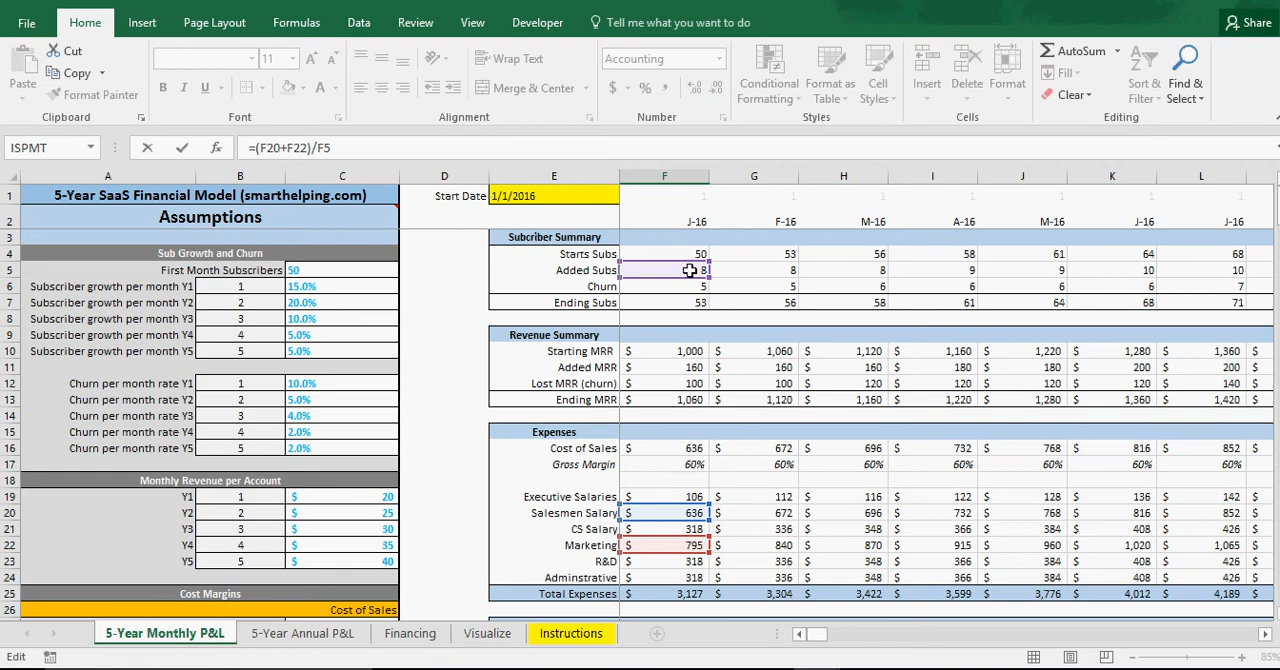 File Home Insert Page Layout Formulas Data Review View Developer Tell me what you want to do Share
Paste Cut Copy Format Painter Clipboard
11 A A B I U A Font
Wrap Text Merge & Center Alignment
Accounting $ % , Number
Conditional Formatting Format as Table Cell Styles Styles
Insert Delete Format Cells
AutoSum Fill Clear Sort & Filter Find & Select Editing
ISPMT fx =(F20+F22)/F5
A B C D E F G H I J K L
1 5-Year SaaS Financial Model (smarthelping.com) Start Date 1/1/2016 1 1 1 1 1 1 1
2 Assumptions J-16 F-16 M-16 A-16 M-16 J-16 J-16
3 Subcriber Summary
4 Sub Growth and Churn Starts Subs 50 53 56 58 61 64 68
5 First Month Subscribers 50 Added Subs 8 8 8 9 9 10 10
6 Subscriber growth per month Y1 1 15.0% Churn 5 5 6 6 6 6 7
7 Subscriber growth per month Y2 2 20.0% Ending Subs 53 56 58 61 64 68 71
8 Subscriber growth per month Y3 3 10.0%
9 Subscriber growth per month Y4 4 5.0% Revenue Summary
10 Subscriber growth per month Y5 5 5.0% Starting MRR $ 1,000 $ 1,060 $ 1,120 $ 1,160 $ 1,220 $ 1,280 $ 1,360 $
11 Added MRR $ 160 $ 160 $ 160 $ 180 $ 180 $ 200 $ 200 $
12 Churn per month rate Y1 1 10.0% Lost MRR (churn) $ 100 $ 100 $ 120 $ 120 $ 120 $ 120 $ 140 $
13 Churn per month rate Y2 2 5.0% Ending MRR $ 1,060 $ 1,120 $ 1,160 $ 1,220 $ 1,280 $ 1,360 $ 1,420 $
14 Churn per month rate Y3 3 4.0%
15 Churn per month rate Y4 4 2.0% Expenses
16 Churn per month rate Y5 5 2.0% Cost of Sales $ 636 $ 672 $ 696 $ 732 $ 768 $ 816 $ 852 $
17 Gross Margin 60% 60% 60% 60% 60% 60% 60%
18 Monthly Revenue per Account
19 Y1 1 $ 20 Executive Salaries $ 106 $ 112 $ 116 $ 122 $ 128 $ 136 $ 142 $
20 Y2 2 $ 25 Salesmen Salary $ 636 $ 672 $ 696 $ 732 $ 768 $ 816 $ 852 $
21 Y3 3 $ 30 CS Salary $ 318 $ 336 $ 348 $ 366 $ 384 $ 408 $ 426 $
22 Y4 4 $ 35 Marketing $ 795 $ 840 $ 870 $ 915 $ 960 $ 1,020 $ 1,065 $
23 Y5 5 $ 40 R&D $ 318 $ 336 $ 348 $ 366 $ 384 $ 408 $ 426 $
24 Adminstrative $ 318 $ 336 $ 348 $ 366 $ 384 $ 408 $ 426 $
25 Cost Margins Total Expenses $ 3,127 $ 3,304 $ 3,422 $ 3,599 $ 3,776 $ 4,012 $ 4,189 $
26 Cost of Sales
5-Year Monthly P&L 5-Year Annual P&L Financing Visualize Instructions
Edit 85%